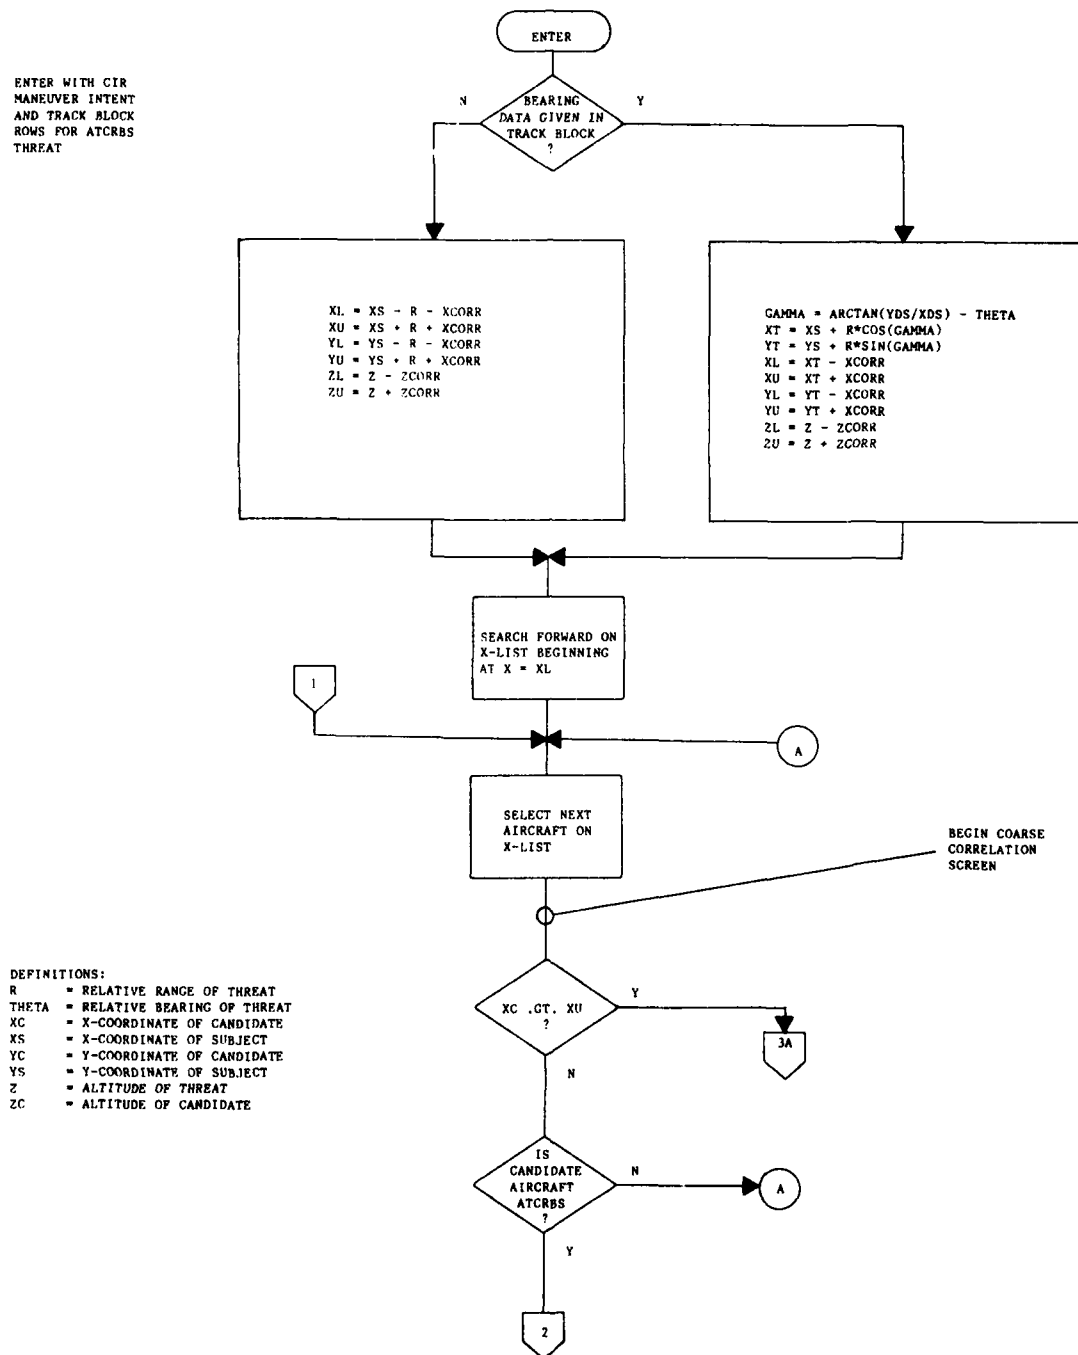 ENTER
ENTER WITH CIR
MANEUVER INTENT
AND TRACK BLOCK
ROWS FOR ATCRBS
THREAT
N
BEARING
DATA GIVEN IN
TRACK BLOCK
?
Y
XL = XS - R - XCORR
XU = XS + R + XCORR
YL = YS - R - XCORR
YU = YS + R + XCORR
ZL = Z - ZCORR
ZU = Z + ZCORR
GAMMA = ARCTAN(YDS/XDS) - THETA
XT = XS + R*COS(GAMMA)
YT = YS + R*SIN(GAMMA)
XL = XT - XCORR
XU = XT + XCORR
YL = YT - XCORR
YU = YT + XCORR
ZL = Z - ZCORR
ZU = Z + ZCORR
SEARCH FORWARD ON
X-LIST BEGINNING
AT X = XL
1
A
SELECT NEXT
AIRCRAFT ON
X-LIST
BEGIN COARSE
CORRELATION
SCREEN
DEFINITIONS:
R = RELATIVE RANGE OF THREAT
THETA = RELATIVE BEARING OF THREAT
XC = X-COORDINATE OF CANDIDATE
XS = X-COORDINATE OF SUBJECT
YC = Y-COORDINATE OF CANDIDATE
YS = Y-COORDINATE OF SUBJECT
Z = ALTITUDE OF THREAT
ZC = ALTITUDE OF CANDIDATE
XC .GT. XU
?
Y
3A
N
IS
CANDIDATE
AIRCRAFT
ATCRBS
?
N
A
Y
2